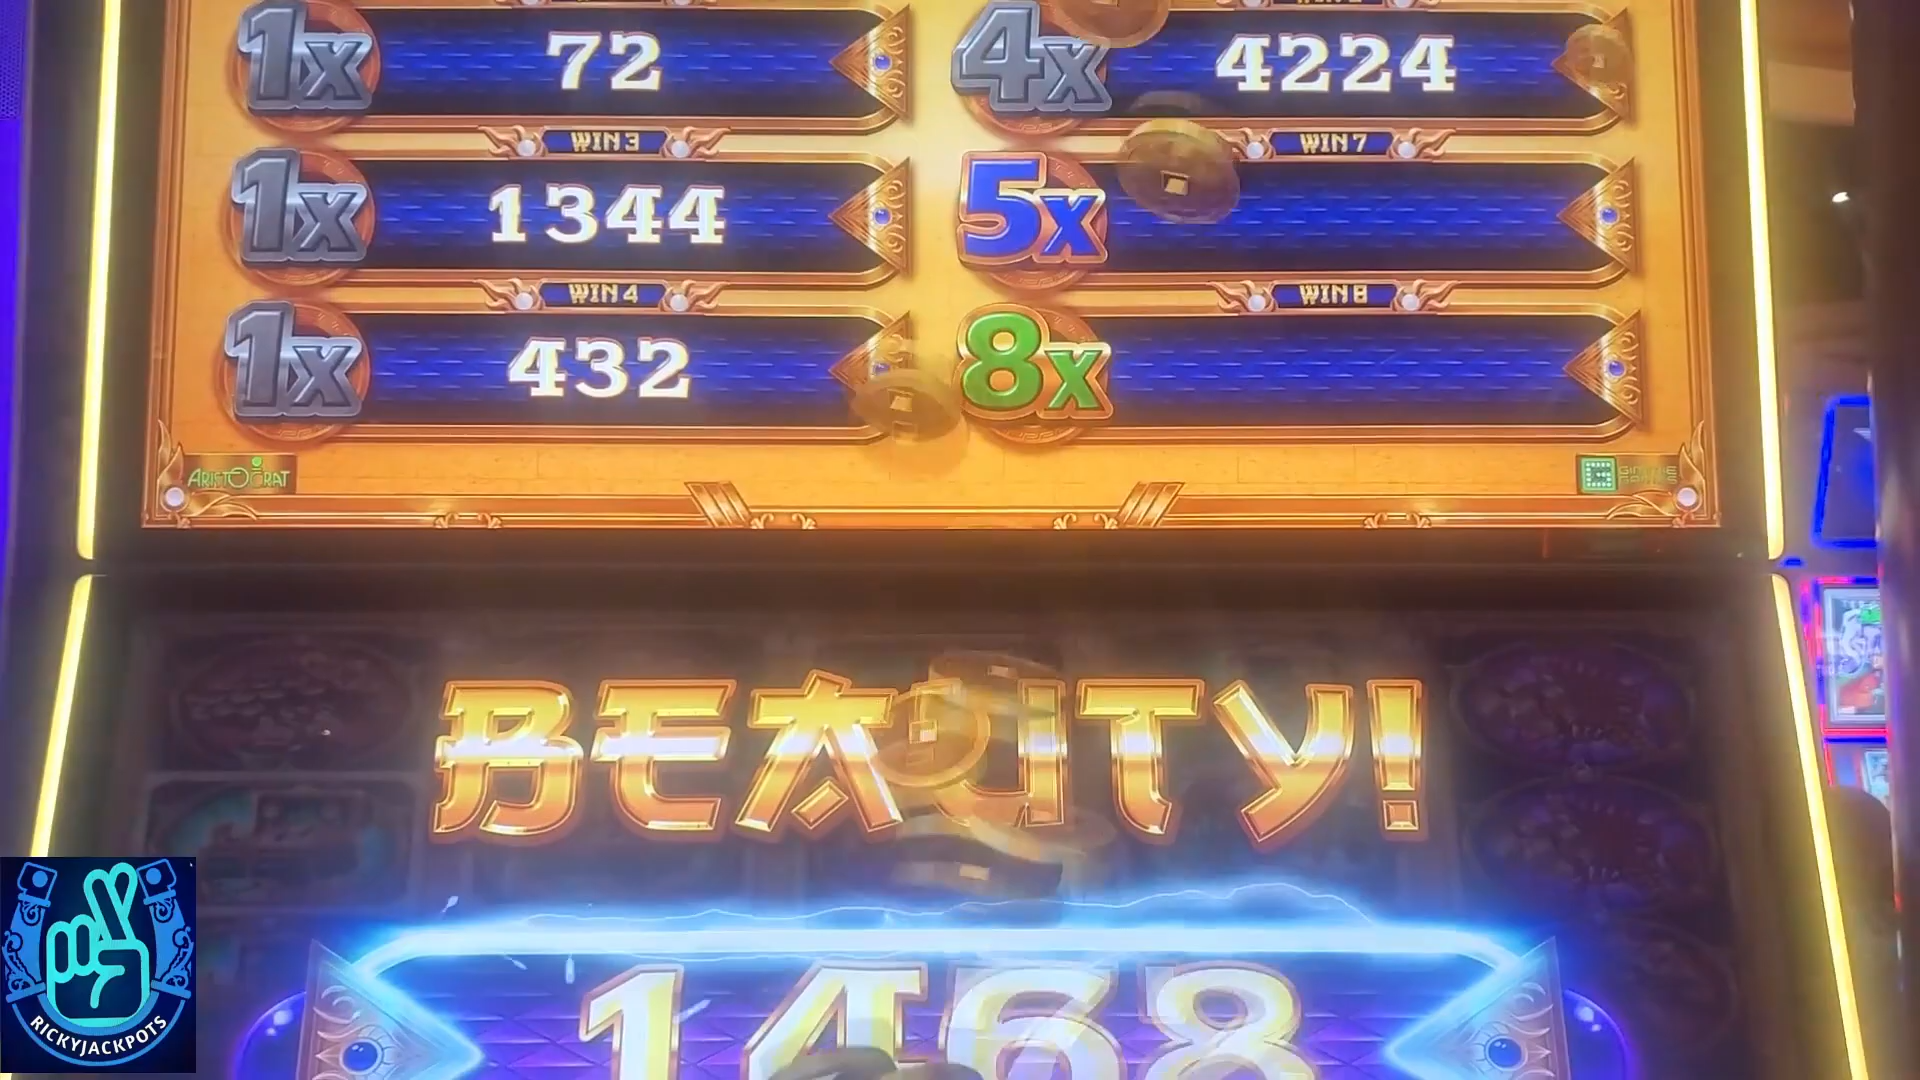 1x 72
4x 4224
WIN 3
WIN 7
1x 1344
5x
WIN 4
WIN 8
1x 432
8x
ARISTOCRAT
BEAUTY!
1468
RICKYJACKPOTS